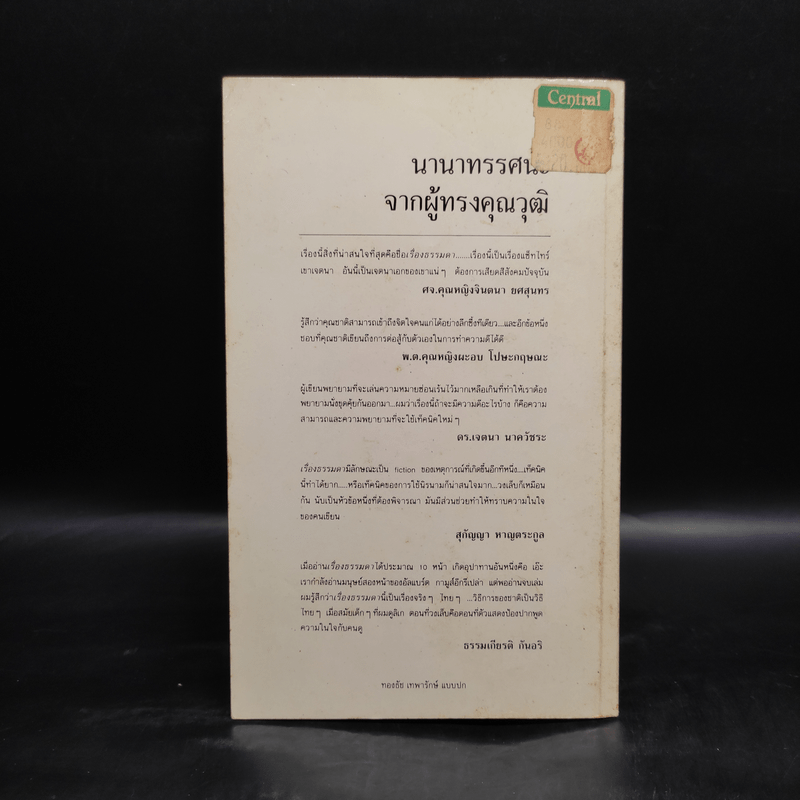 Central
นานาทรรศนะ
จากผู้ทรงคุณวุฒิ
เรื่องนี้สิ่งที่น่าสนใจที่สุดคือชื่อเรื่องธรรมดา.......เรื่องนี้เป็นเรื่องแซ็ทไทร์
เขาเจตนา อันนี้เป็นเจตนาเอกของเขาแน่ๆ ต้องการเสียดสีสังคมปัจจุบัน
ศจ.คุณหญิงจินตนา ยศสุนทร
รู้สึกว่าคุณชาติสามารถเข้าถึงจิตใจคนแก่ได้อย่างลึกซึ้งทีเดียว...และอีกข้อหนึ่ง
ชอบที่คุณชาติเขียนถึงการต่อสู้กับตัวเองในการทำความดีได้ดี
พ.ต.คุณหญิงผะอบ โปษะกฤษณะ
ผู้เขียนพยายามที่จะเล่นความหมายซ่อนเร้นไว้มากเหลือเกินที่ทำให้เราต้อง
พยายามนั่งขุดคุ้ยกันออกมา...ผมว่าเรื่องนี้ถ้าจะมีความดีอะไรบ้าง ก็คือความ
สามารถและความพยายามที่จะใช้เท็คนิคใหม่ๆ
ดร.เจตนา นาควัชระ
เรื่องธรรมดามีลักษณะเป็น fiction ของเหตุการณ์ที่เกิดขึ้นอีกทีหนึ่ง...เท็คนิค
นี้ทำได้ยาก.....หรือเท็คนิคของการใช้นิรนามก็น่าสนใจมาก...วงเล็บก็เหมือน
กัน นับเป็นหัวข้อหนึ่งที่ต้องพิจารณา มันมีส่วนช่วยทำให้ทราบความในใจ
ของคนเขียน
สุกัญญา หาญตระกูล
เมื่ออ่านเรื่องธรรมดาได้ประมาณ 10 หน้า เกิดอุปาทานอันหนึ่งคือ เอ๊ะ
เรากำลังอ่านมนุษย์สองหน้าของอัลแบร์ต กามูส์อีกรึเปล่า แต่พออ่านจบเล่ม
ผมรู้สึกว่าเรื่องธรรมดานี้เป็นเรื่องจริงๆ ไทยๆ ...วิธีการของชาติเป็นวิธี
ไทยๆ เมื่อสมัยเด็กๆ ที่ผมดูลิเก ตอนที่วงเล็บคือตอนที่ตัวแสดงป้องปากพูด
ความในใจกับคนดู
ธรรมเกียรติ กันอริ
ทองธัช เทพารักษ์ แบบปก